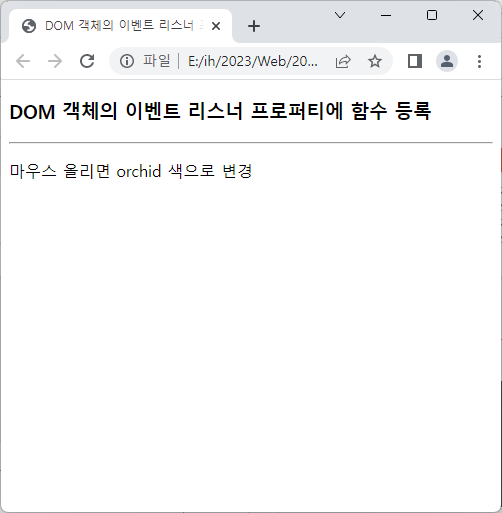 DOM 객체의 이벤트 리스너
파일
E:/ih/2023/Web/20...
DOM 객체의 이벤트 리스너 프로퍼티에 함수 등록
마우스 올리면 orchid 색으로 변경